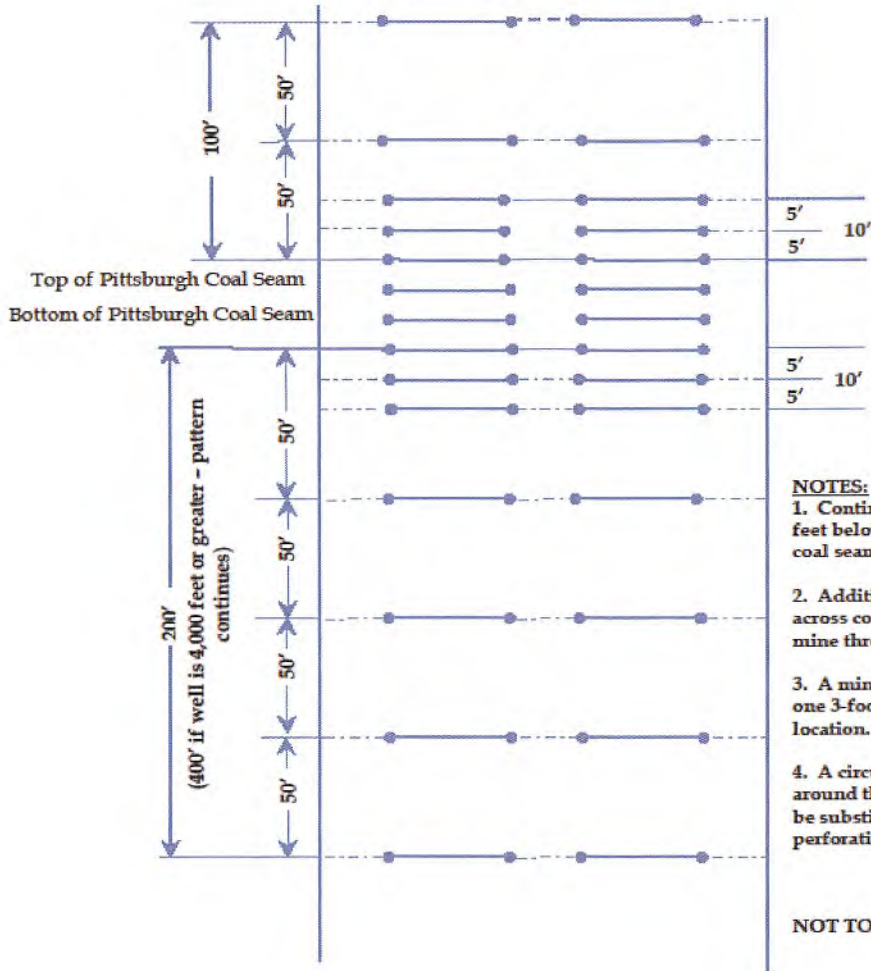 50'
100'
50'
5'
10'
5'
Top of Pittsburgh Coal Seam
Bottom of Pittsburgh Coal Seam
5'
10'
5'
50'
200'
(400' if well is 4,000 feet or greater – pattern
continues)
50'
50'
50'
NOTES:
1.
feet
coal seam
2.
across
mine
3. A
one
location.
4. A
around
be
NOT TO